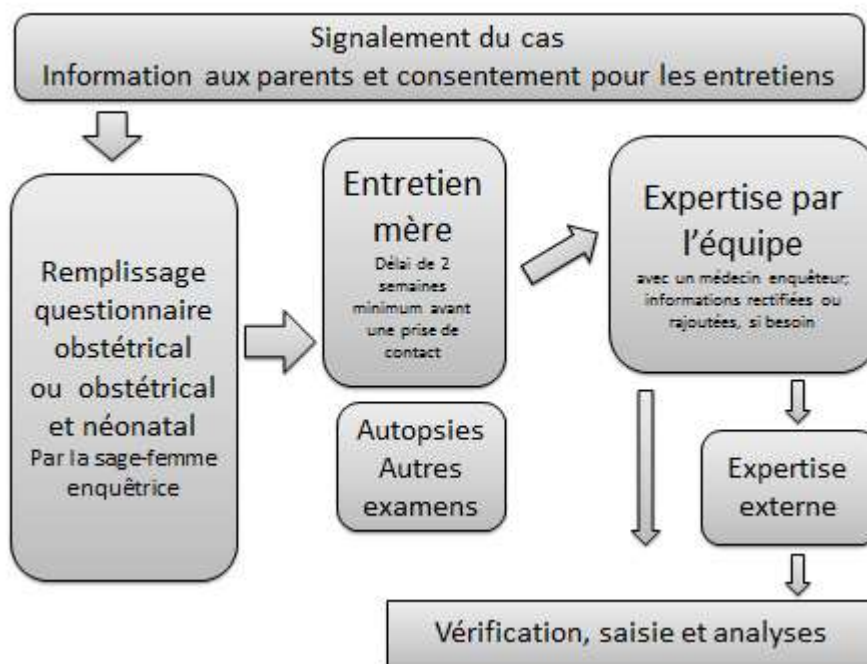 Signalement du cas
Information aux parents et consentement pour les entretiens
Remplissage
questionnaire
obstétrical
ou obstétrical
et néonatal
Par la sage-femme
enquêtrice
Entretien
mère
Délai de 2
semaines
minimum avant
une prise de
contact
Autopsies
Autres
examens
Expertise par
l'équipe
avec un médecin enquêteur;
informations rectifiées ou
rajoutées, si besoin
Expertise
externe
Vérification, saisie et analyses